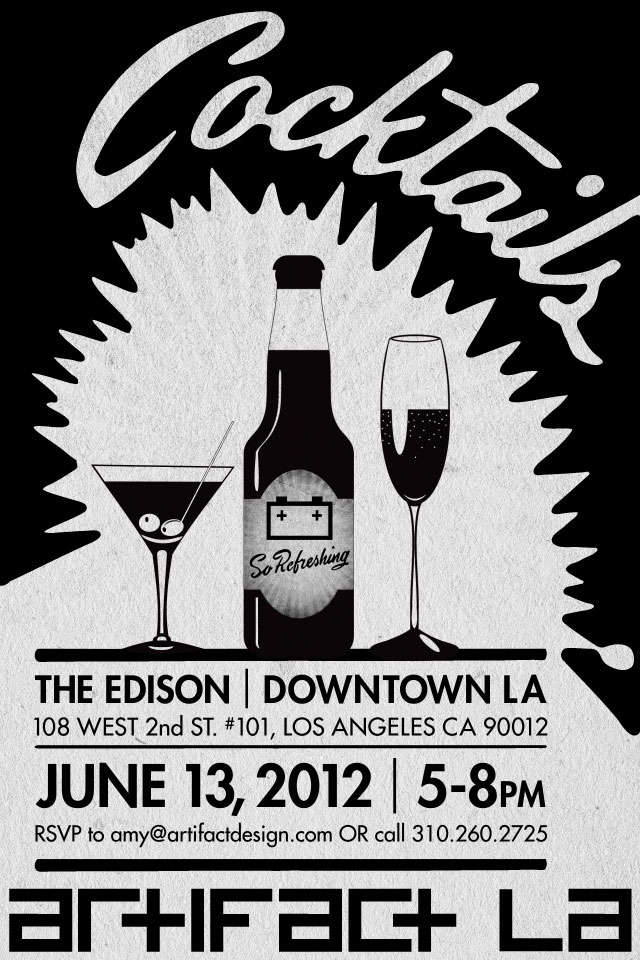 Cocktails
So Refreshing
THE EDISON | DOWNTOWN LA
108 WEST 2nd ST. #101, LOS ANGELES CA 90012
JUNE 13, 2012 | 5-8PM
RSVP to amy@artifactdesign.com OR call 310.260.2725
artifact La